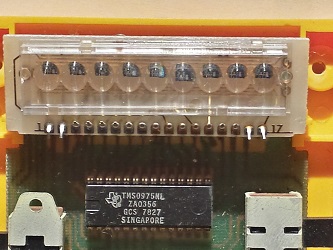 1 17
TMS0975NL
ZA0356
GCS 7827
SINGAPORE